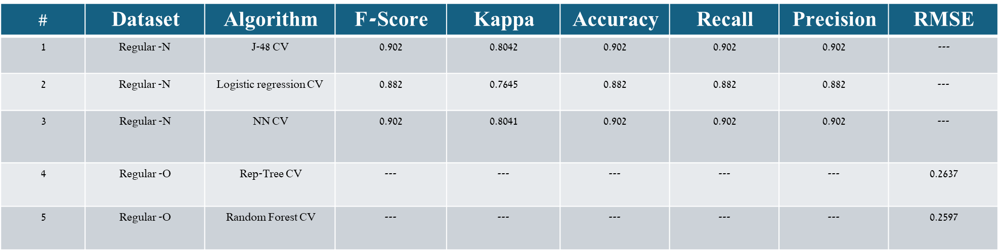 # Dataset Algorithm F-Score Kappa Accuracy Recall Precision RMSE
1 Regular -N J-48 CV 0.902 0.8042 0.902 0.902 0.902 ---
2 Regular -N Logistic regression CV 0.882 0.7645 0.882 0.882 0.882 ---
3 Regular -N NN CV 0.902 0.8041 0.902 0.902 0.902 ---
4 Regular -O Rep-Tree CV --- --- --- --- --- 0.2637
5 Regular -O Random Forest CV --- --- --- --- --- 0.2597